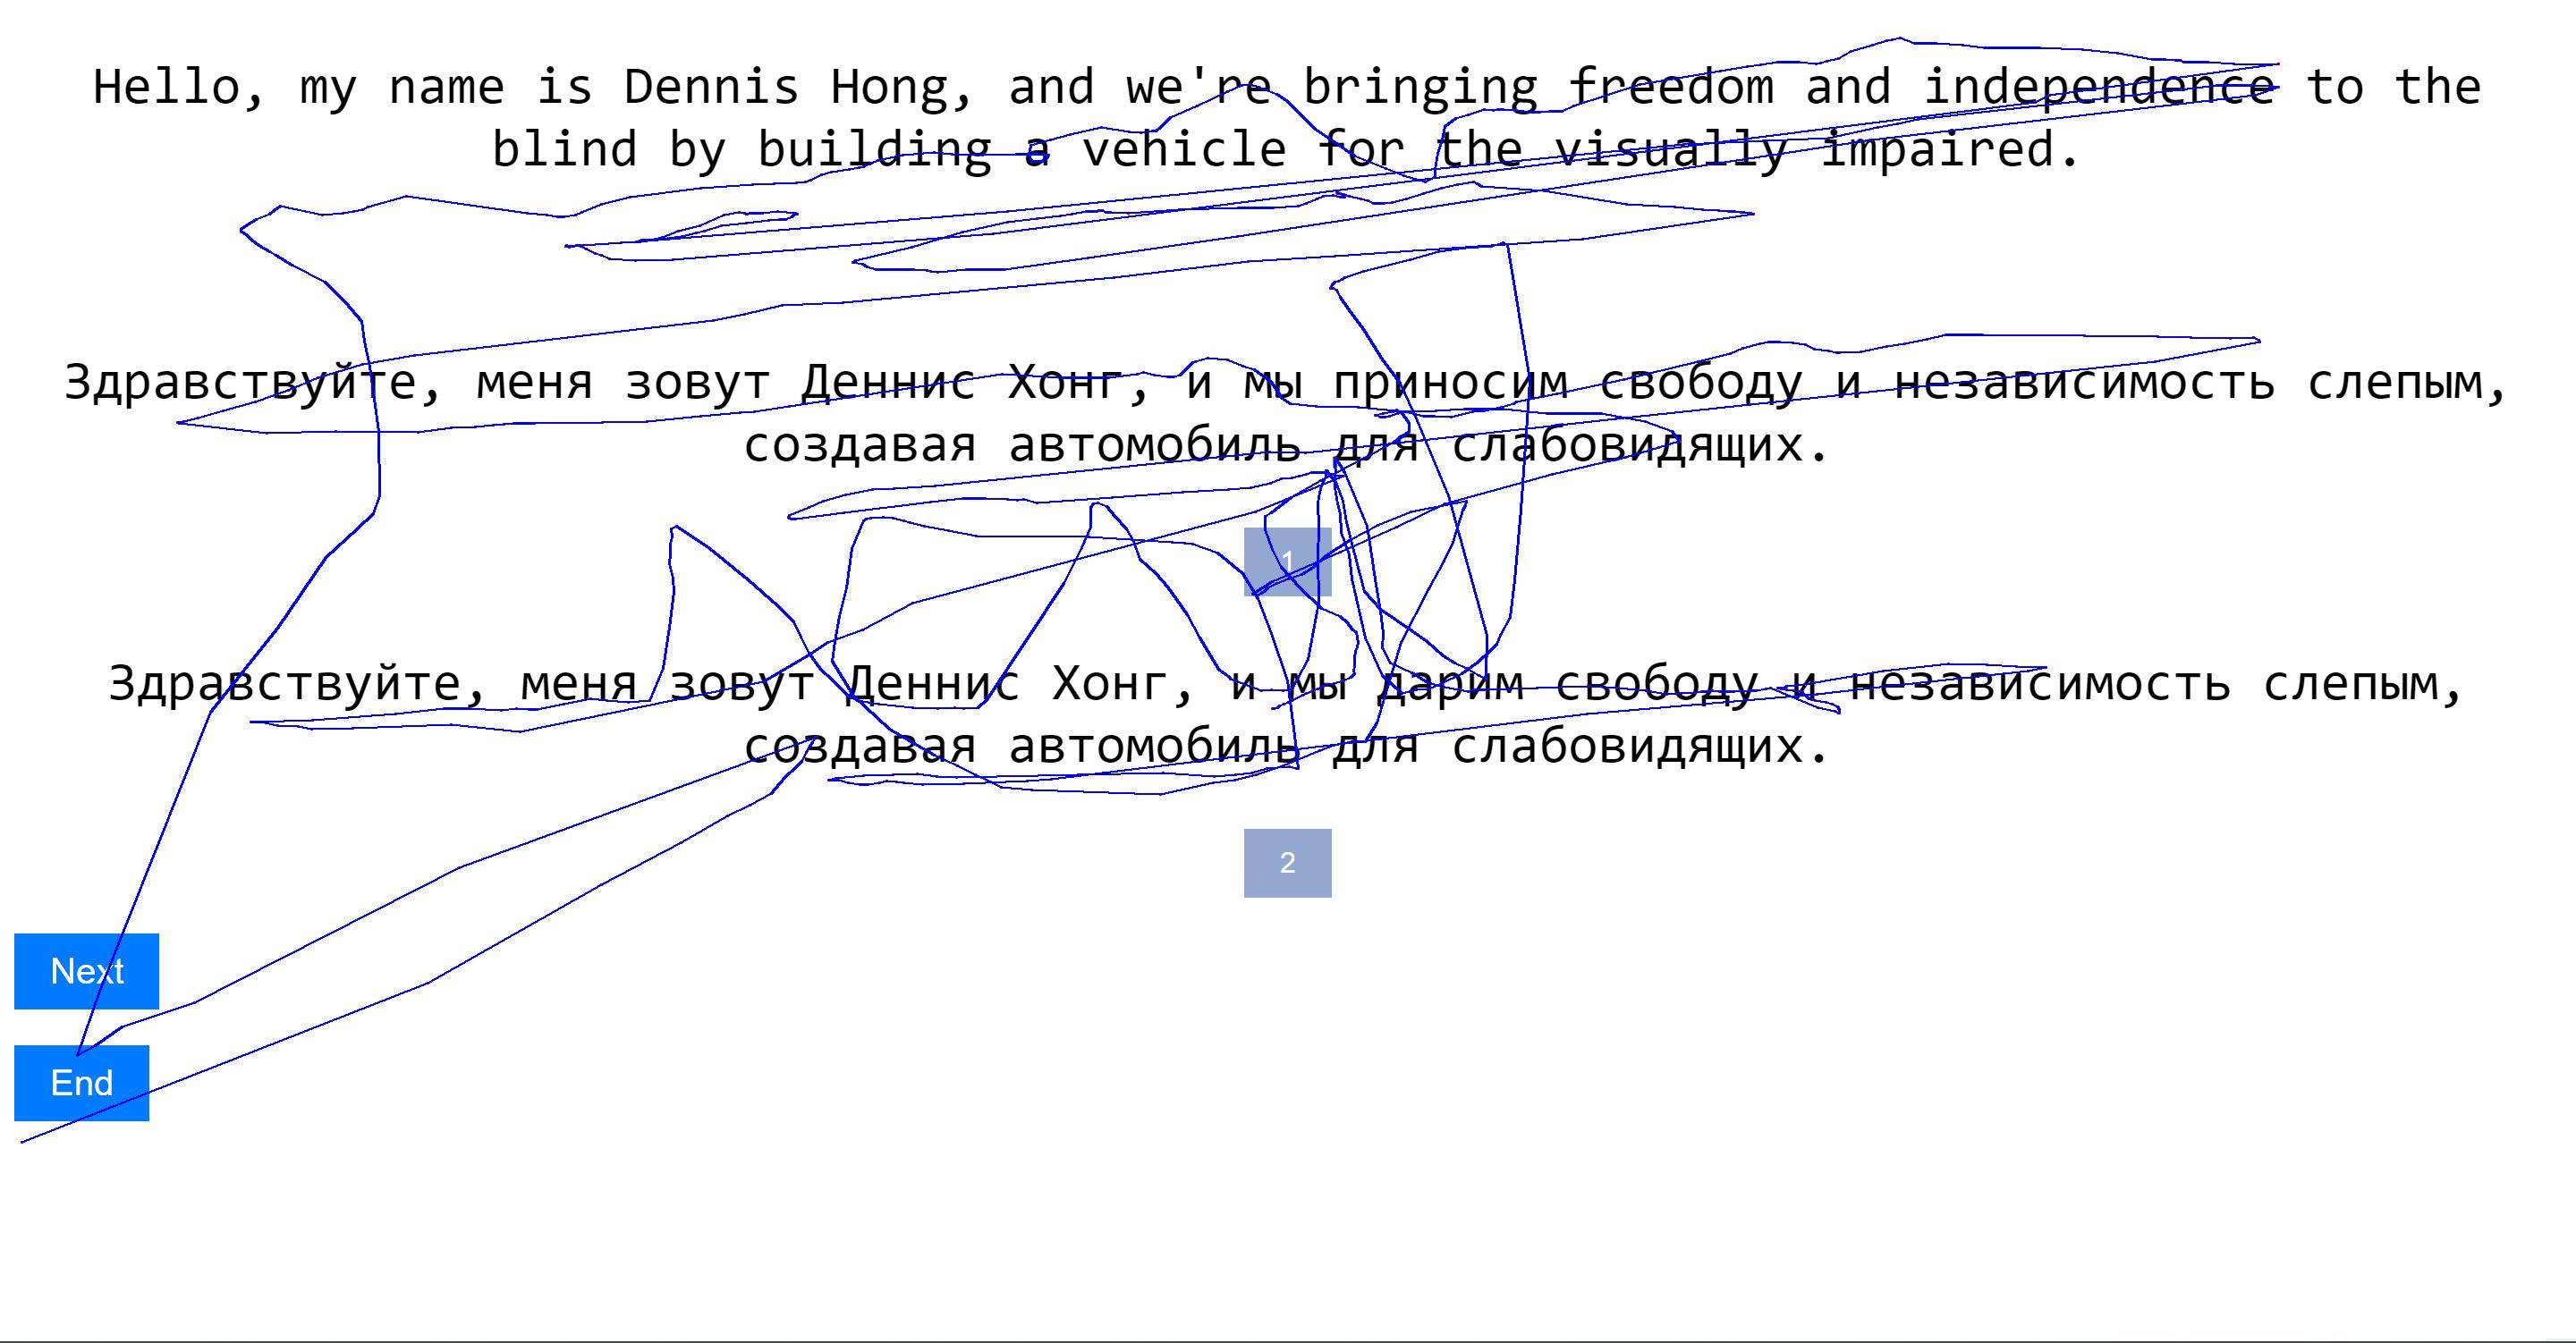 Hello, my name is Dennis Hong, and we're bringing freedom and independence to the
blind by building a vehicle for the visually impaired.
Здравствуйте, меня зовут Деннис Хонг, и мы приносим свободу и независимость слепым,
создавая автомобиль для слабовидящих.
1
Здравствуйте, меня зовут Деннис Хонг, и мы дарим свободу и независимость слепым,
создавая автомобиль для слабовидящих.
2
Next
End